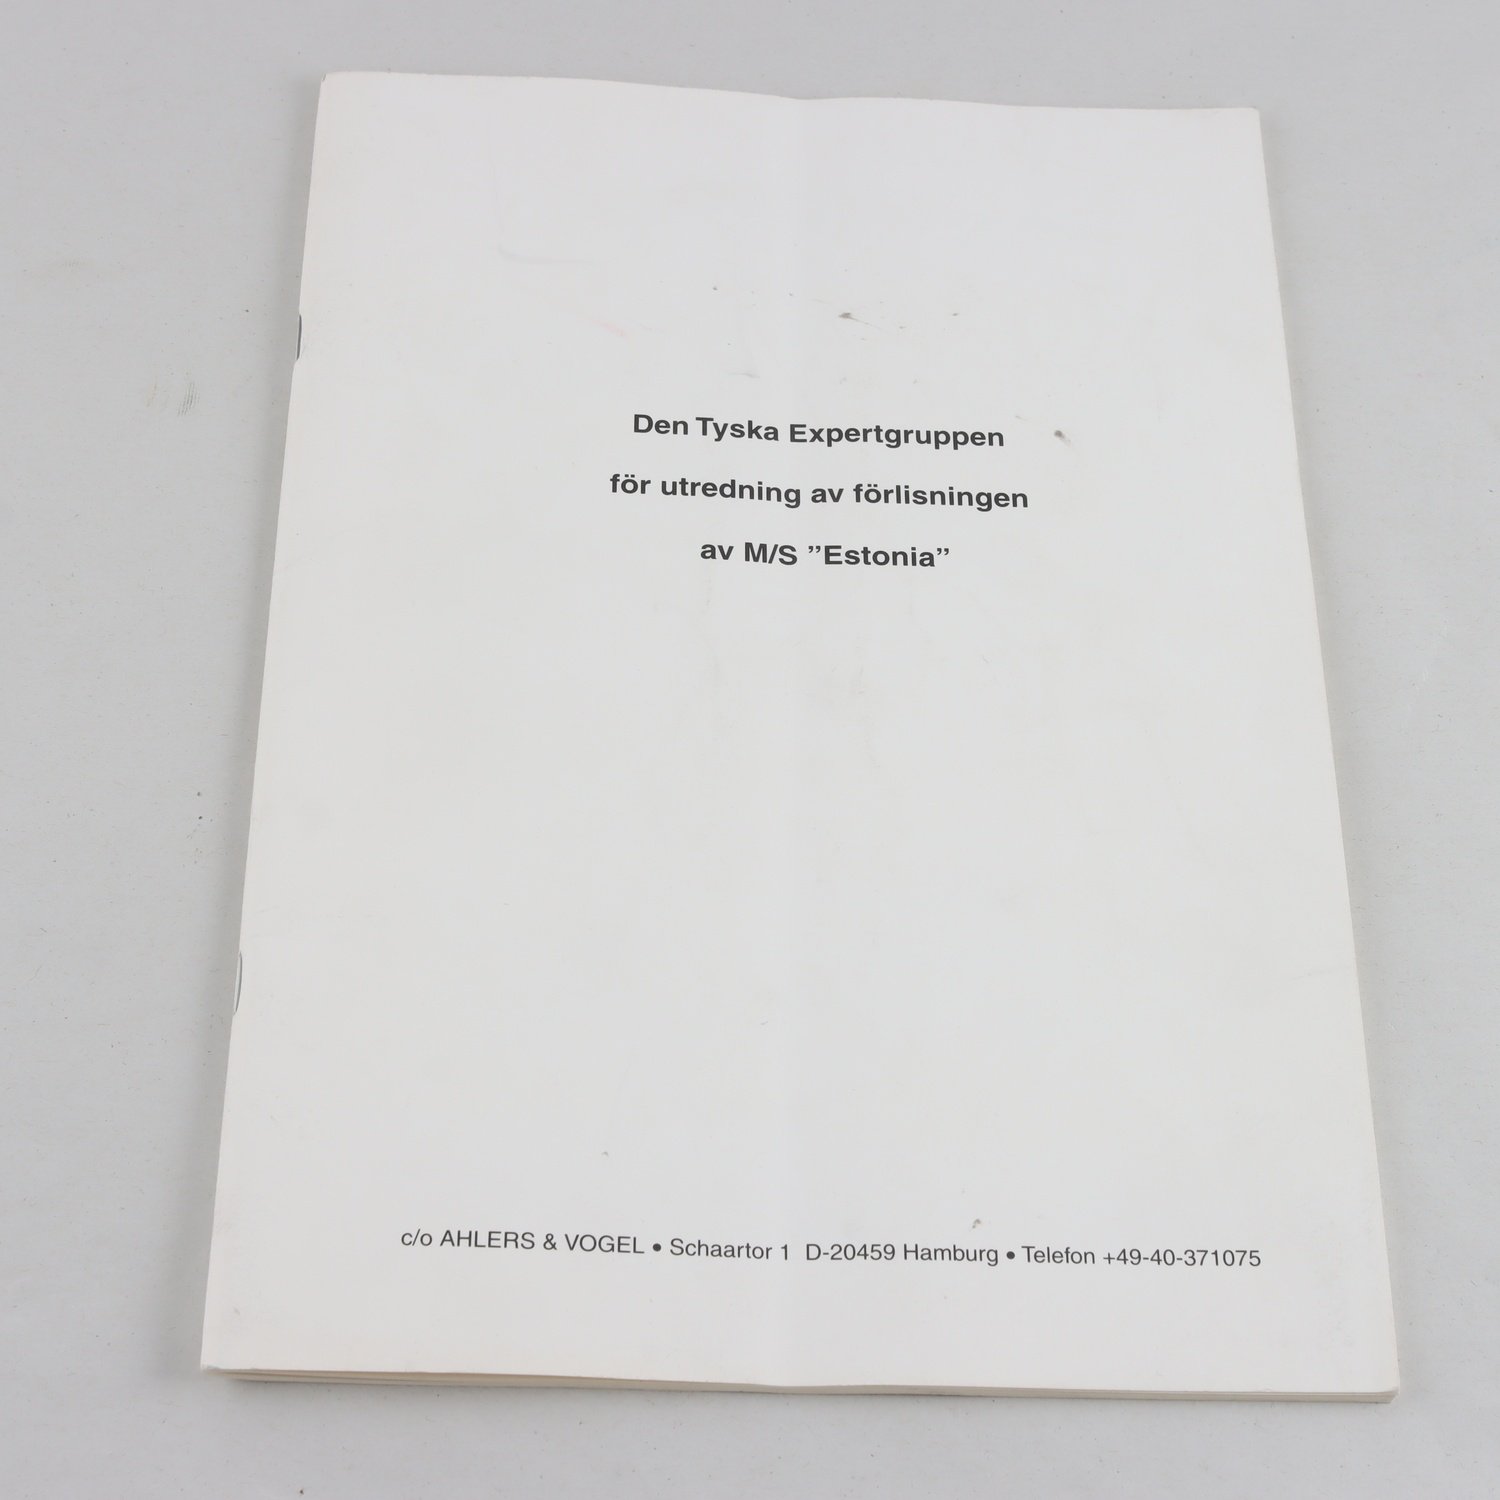 Den Tyska Expertgruppen
för utredning av förlisningen
av M/S ”Estonia”
c/o AHLERS & VOGEL • Schaartor 1 D-20459 Hamburg • Telefon +49-40-371075